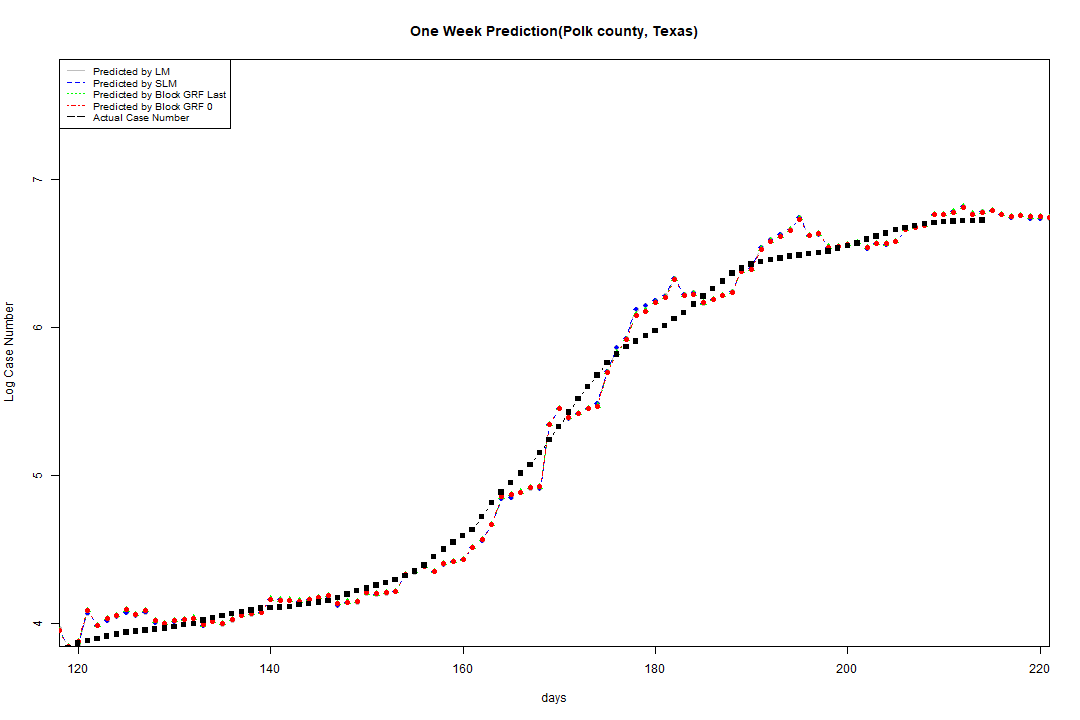 One Week Prediction(Polk county, Texas)
Predicted by LM
Predicted by SLM
Predicted by Block GRF Last
Predicted by Block GRF 0
Actual Case Number
7
6
5
4
Log Case Number
120 140 160 180 200 220
days